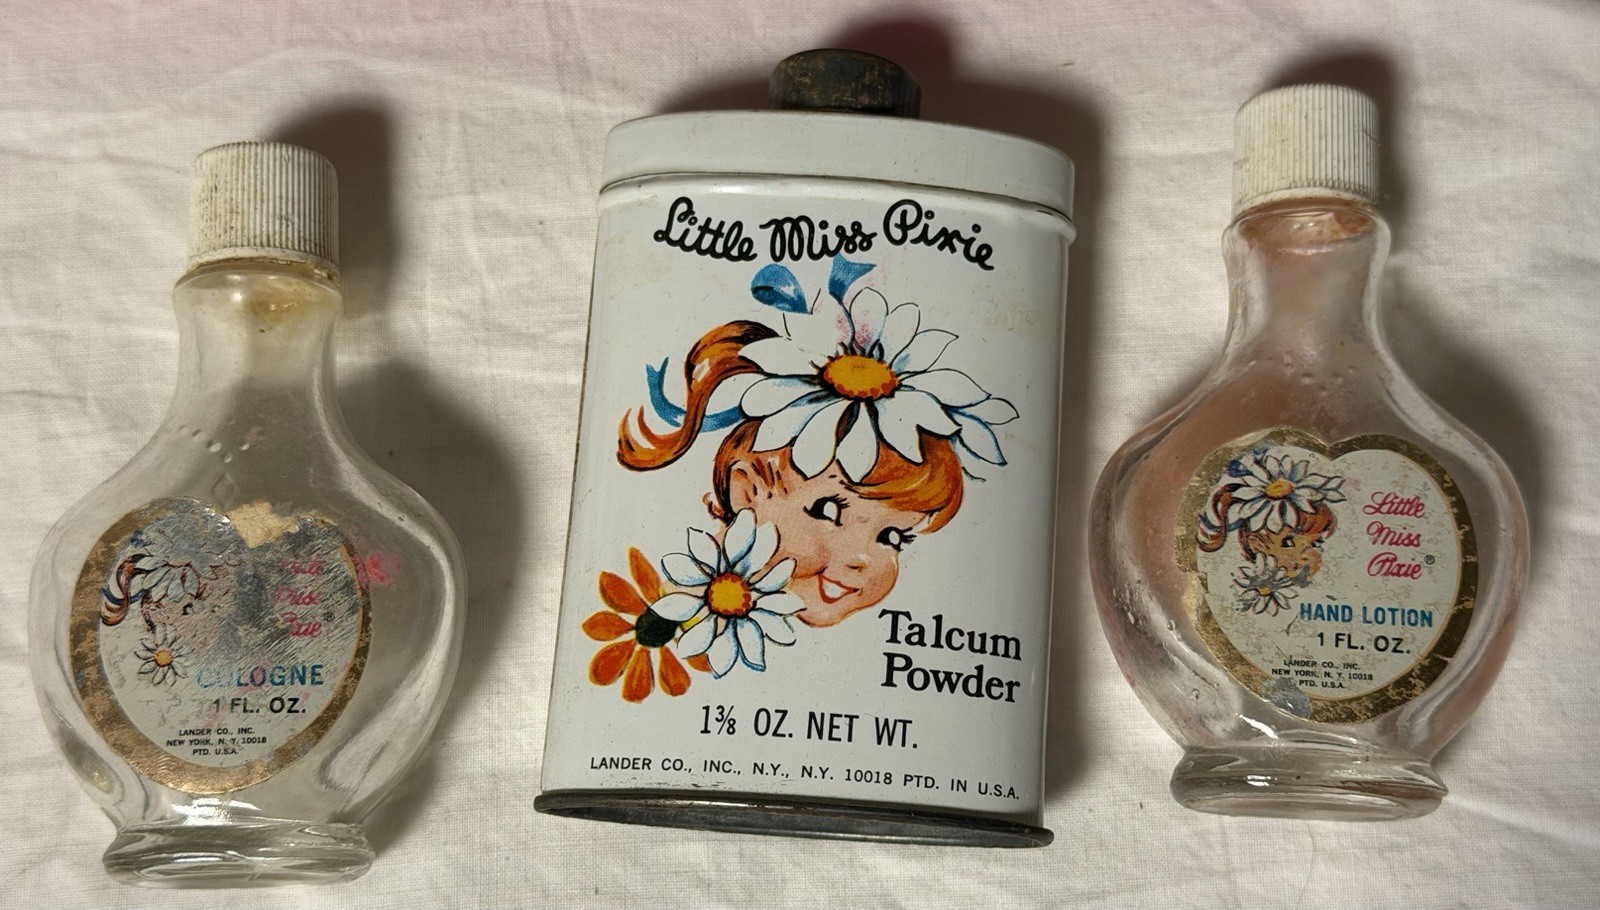 COLOGNE
1 FL. OZ.
LANDER CO., INC.
NEW YORK, N. Y. 10018
PTD. U.S.A.
Little Miss Pixie
Talcum
Powder
1⅜ OZ. NET WT.
LANDER CO., INC., N.Y., N.Y. 10018 PTD. IN U.S.A.
Little
Miss
Pixie®
HAND LOTION
1 FL. OZ.
LANDER CO., INC.
NEW YORK, N. Y. 10018
PTD. U.S.A.